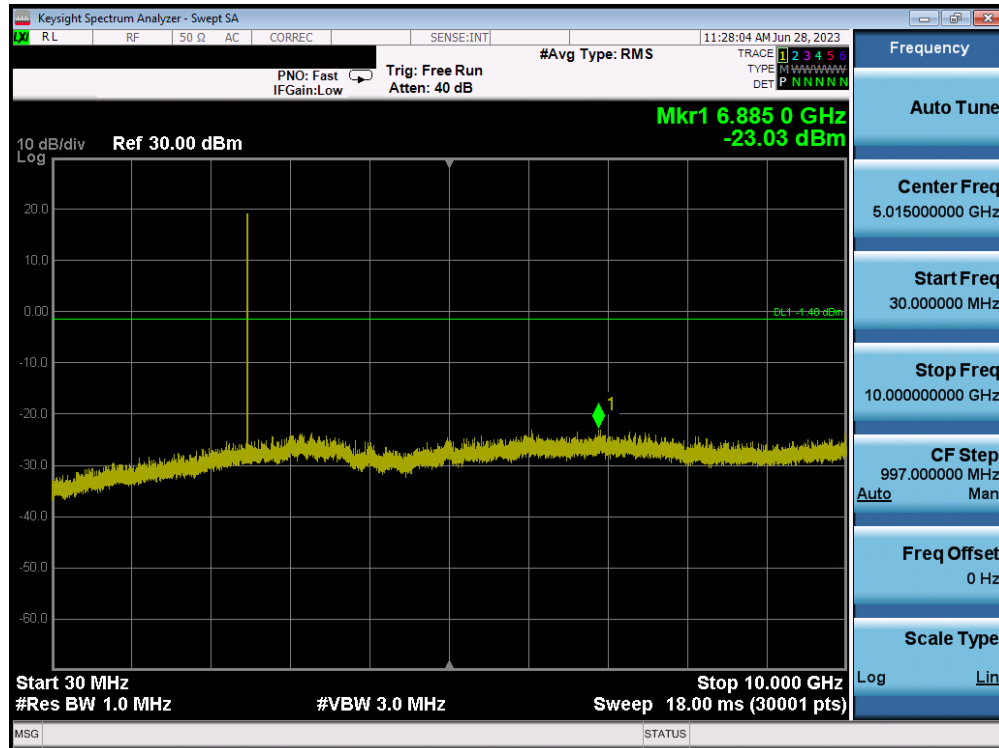 Keysight Spectrum Analyzer - Swept SA
LXI RL RF 50 Ω AC CORREC SENSE:INT 11:28:04 AM Jun 28, 2023
PNO: Fast
IFGain:Low
Trig: Free Run
Atten: 40 dB
#Avg Type: RMS
TRACE 1 2 3 4 5 6
TYPE M WWWWW
DET P N N N N N
Mkr1 6.885 0 GHz
-23.03 dBm
10 dB/div
Log
Ref 30.00 dBm
20.0
10.0
0.00
DL1 -1.48 dBm
-10.0
-20.0
1
-30.0
-40.0
-50.0
-60.0
Start 30 MHz
Stop 10.000 GHz
#Res BW 1.0 MHz
#VBW 3.0 MHz
Sweep 18.00 ms (30001 pts)
MSG
STATUS
Frequency
Auto Tune
Center Freq
5.015000000 GHz
Start Freq
30.000000 MHz
Stop Freq
10.000000000 GHz
CF Step
997.000000 MHz
Auto Man
Freq Offset
0 Hz
Scale Type
Log Lin